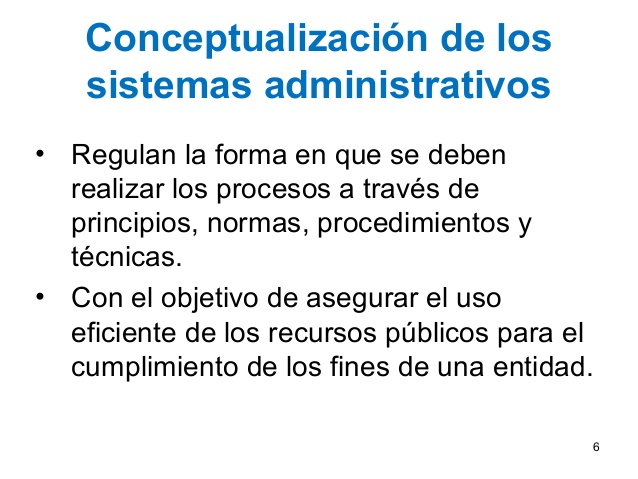 Conceptualización de los
sistemas administrativos
• Regulan la forma en que se deben
realizar los procesos a través de
principios, normas, procedimientos y
técnicas.
• Con el objetivo de asegurar el uso
eficiente de los recursos públicos para el
cumplimiento de los fines de una entidad.
6